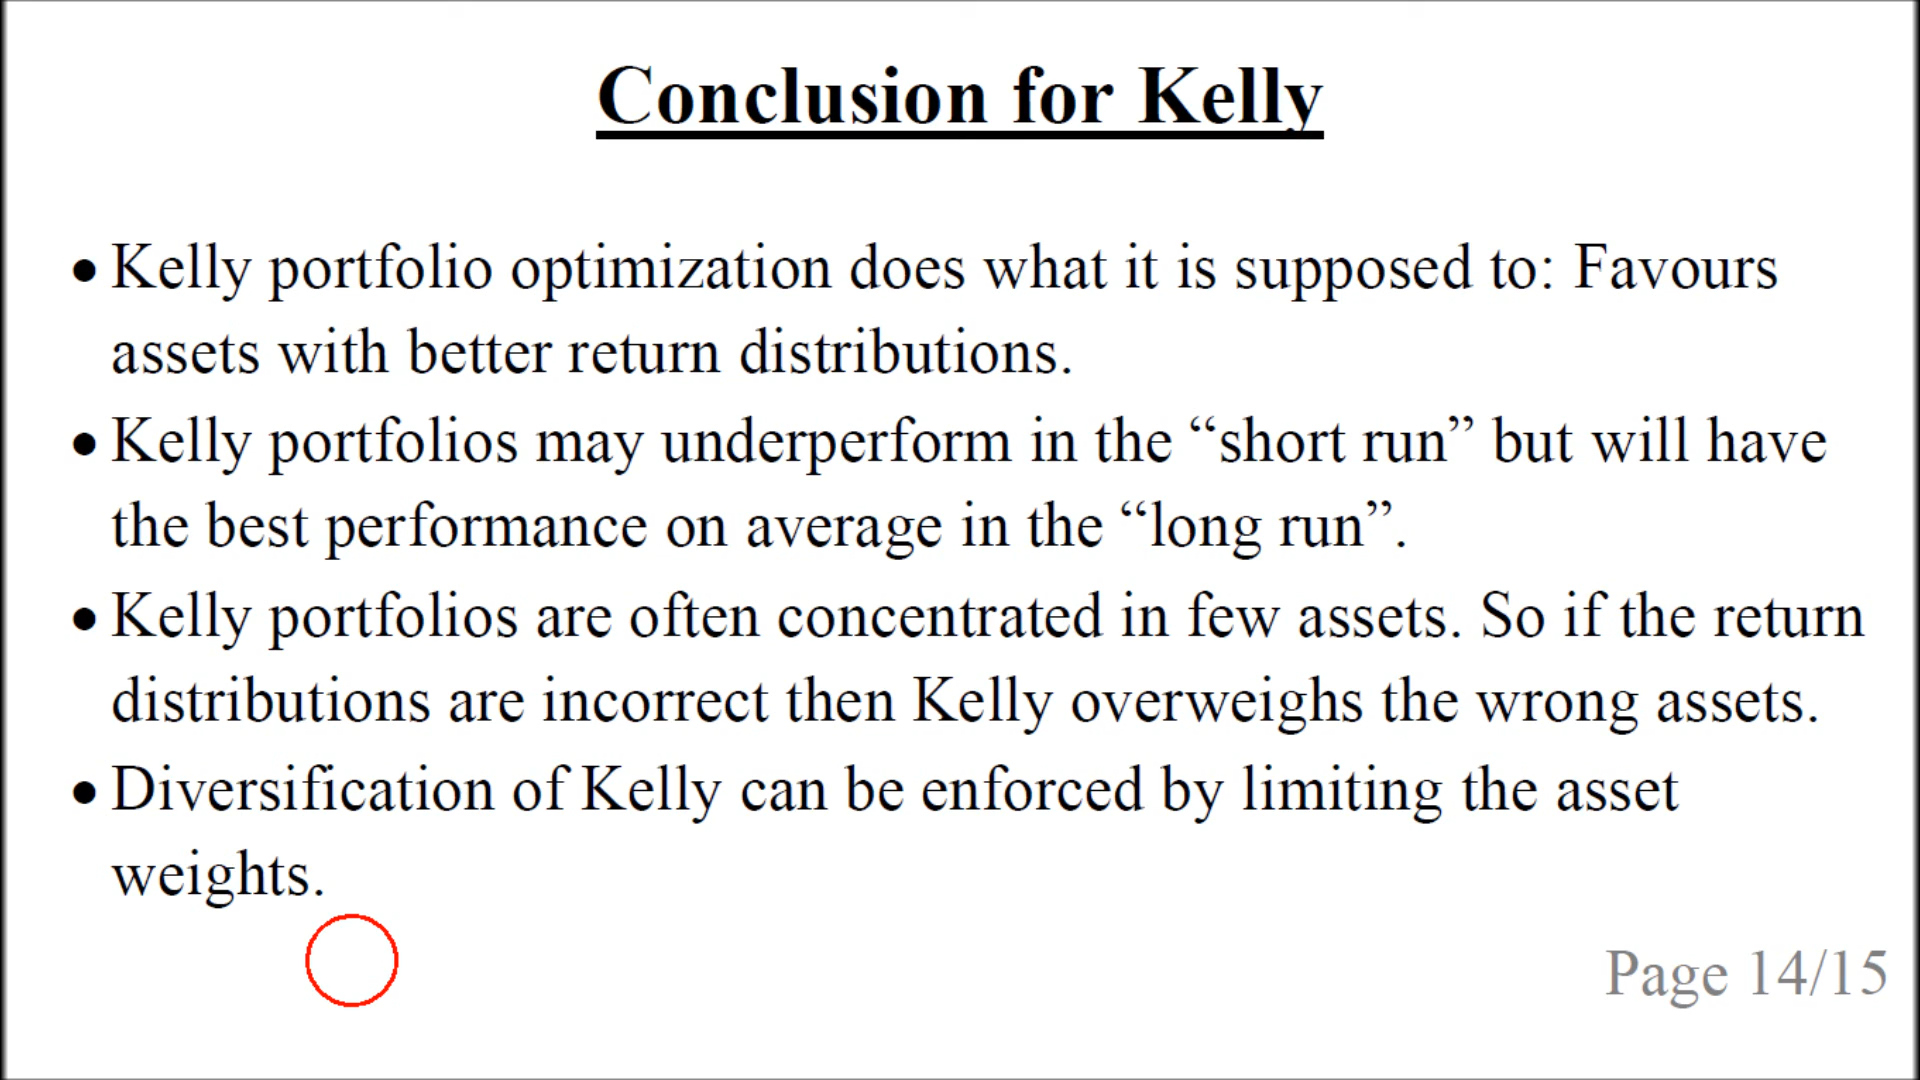 Conclusion for Kelly
• Kelly portfolio optimization does what it is supposed to: Favours
assets with better return distributions.
• Kelly portfolios may underperform in the “short run” but will have
the best performance on average in the “long run”.
• Kelly portfolios are often concentrated in few assets. So if the return
distributions are incorrect then Kelly overweighs the wrong assets.
• Diversification of Kelly can be enforced by limiting the asset
weights.
Page 14/15